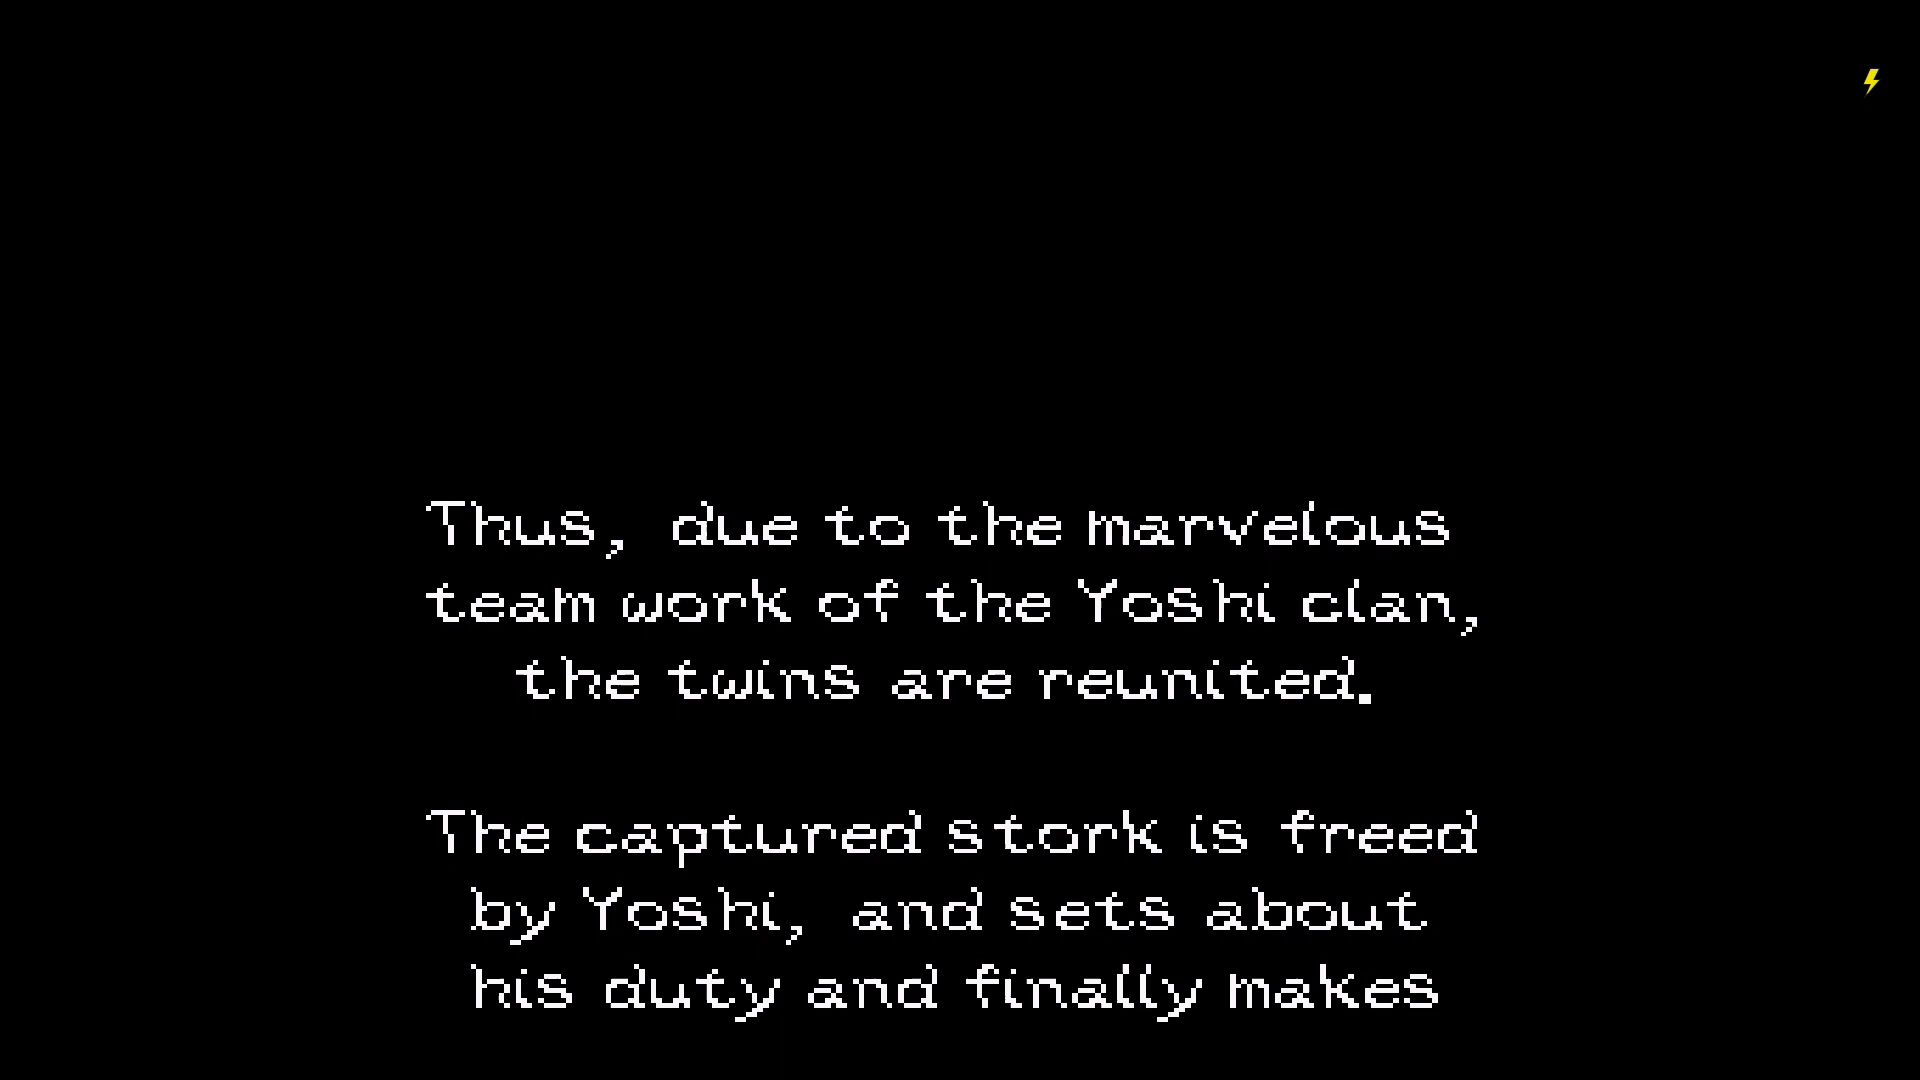 Thus, due to the marvelous
team work of the Yoshi clan,
the twins are reunited.
The captured stork is freed
by Yoshi, and sets about
his duty and finally makes